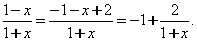 (1−x)/(1+x) = (−1−x+2)/(1+x) = −1 + 2/(1+x).